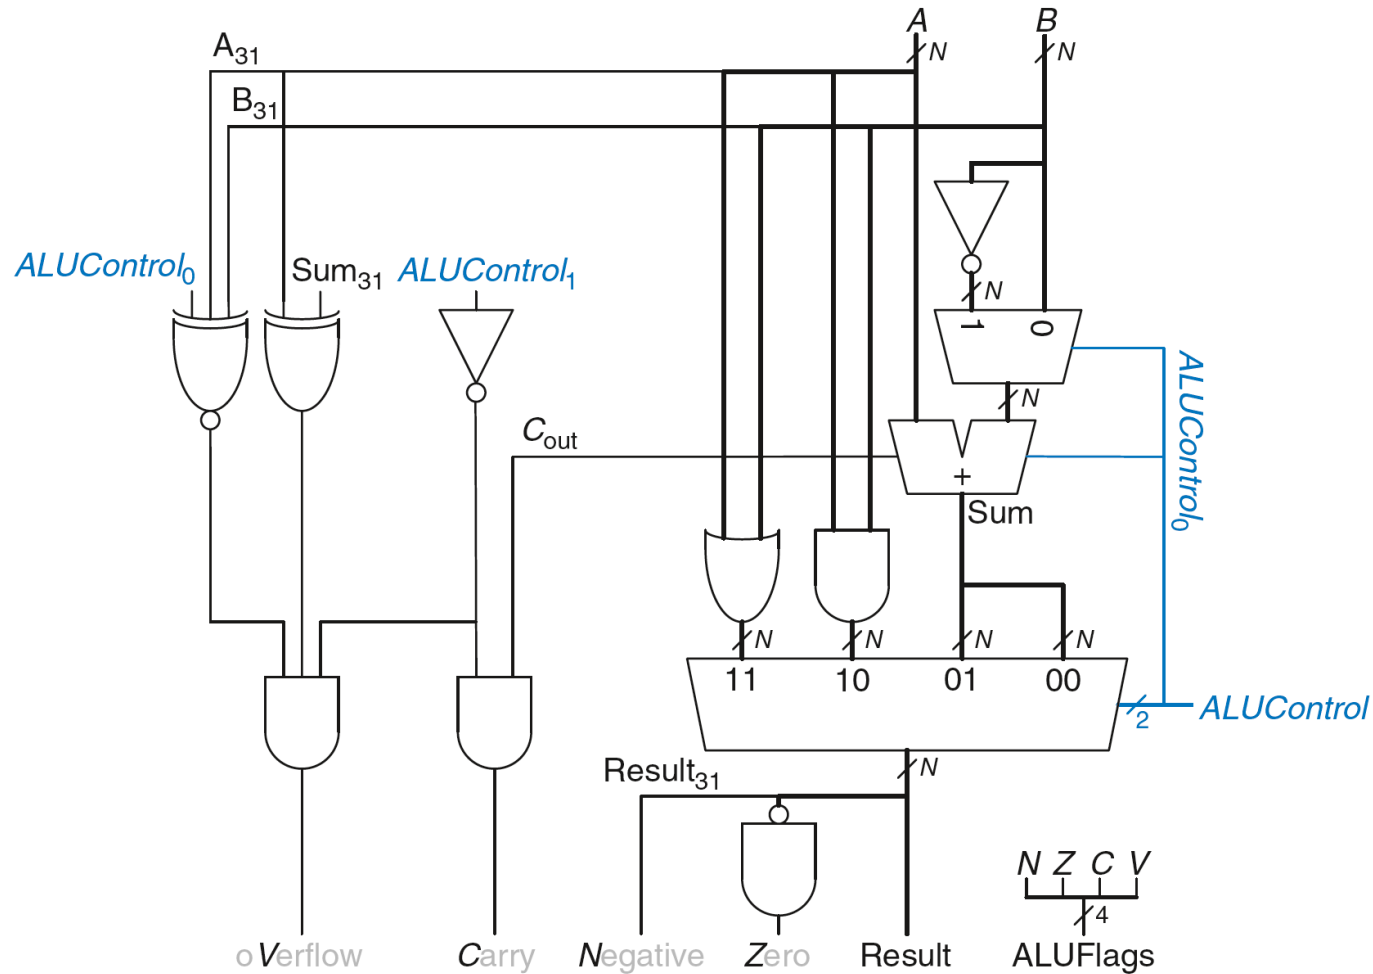 A B
N N
A31
B31
ALUControl0 Sum31 ALUControl1
N
1 0
ALUControl0
N
Cout
+
Sum
N N N N
11 10 01 00
2 ALUControl
Result31 N
N Z C V
4
oVerflow Carry Negative Zero Result ALUFlags